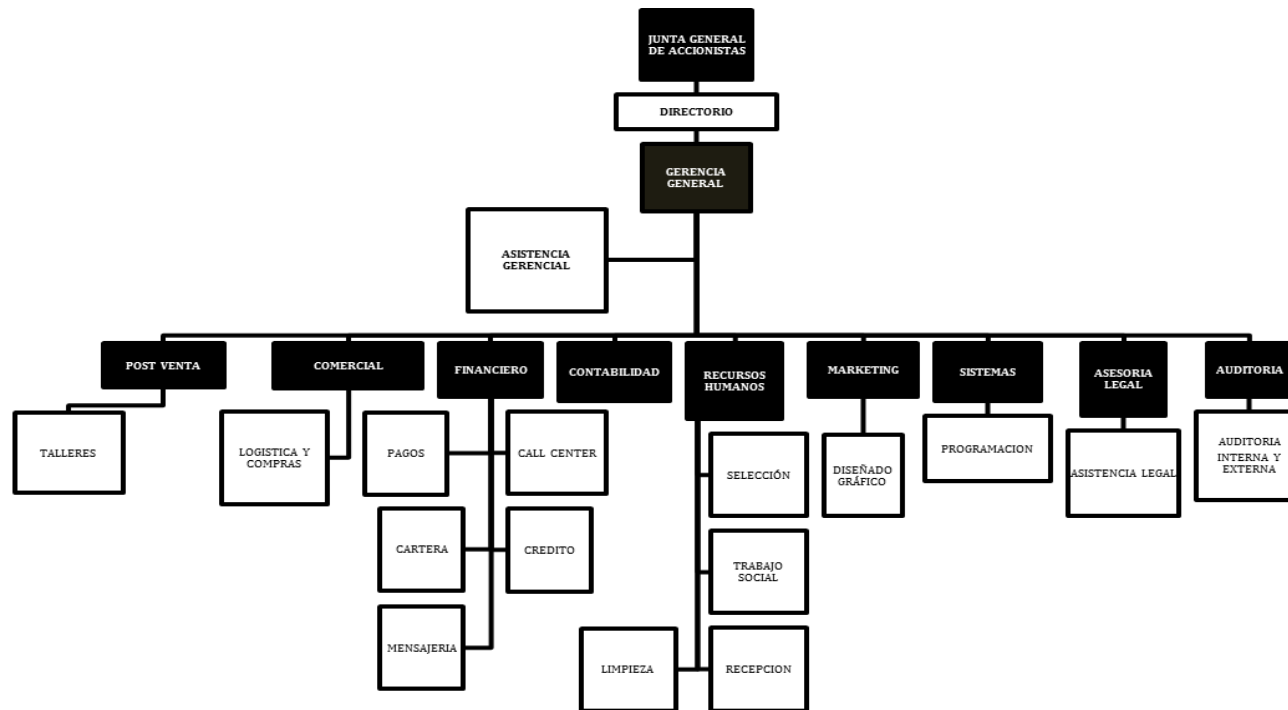 JUNTA GENERAL
DE ACCIONISTAS
DIRECTORIO
GERENCIA
GENERAL
ASISTENCIA
GERENCIAL
POST VENTA
COMERCIAL
FINANCIERO
CONTABILIDAD
RECURSOS
HUMANOS
MARKETING
SISTEMAS
ASESORIA
LEGAL
AUDITORIA
TALLERES
LOGISTICA Y
COMPRAS
PAGOS
CALL CENTER
SELECCIÓN
DISEÑADO
GRÁFICO
PROGRAMACION
ASISTENCIA LEGAL
AUDITORIA
INTERNA Y
EXTERNA
CARTERA
CREDITO
TRABAJO
SOCIAL
MENSAJERIA
LIMPIEZA
RECEPCION